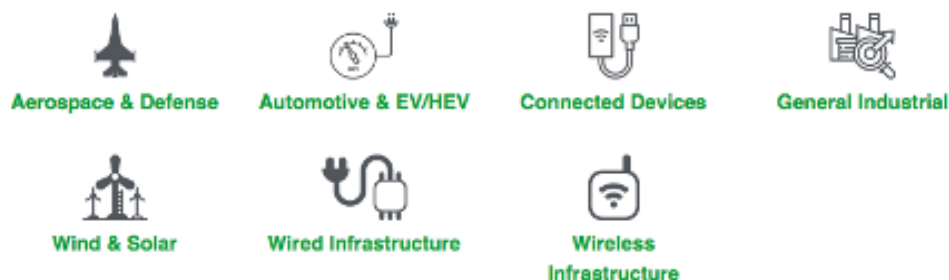 Aerospace & Defense
Automotive & EV/HEV
Connected Devices
General Industrial
Wind & Solar
Wired Infrastructure
Wireless
Infrastructure